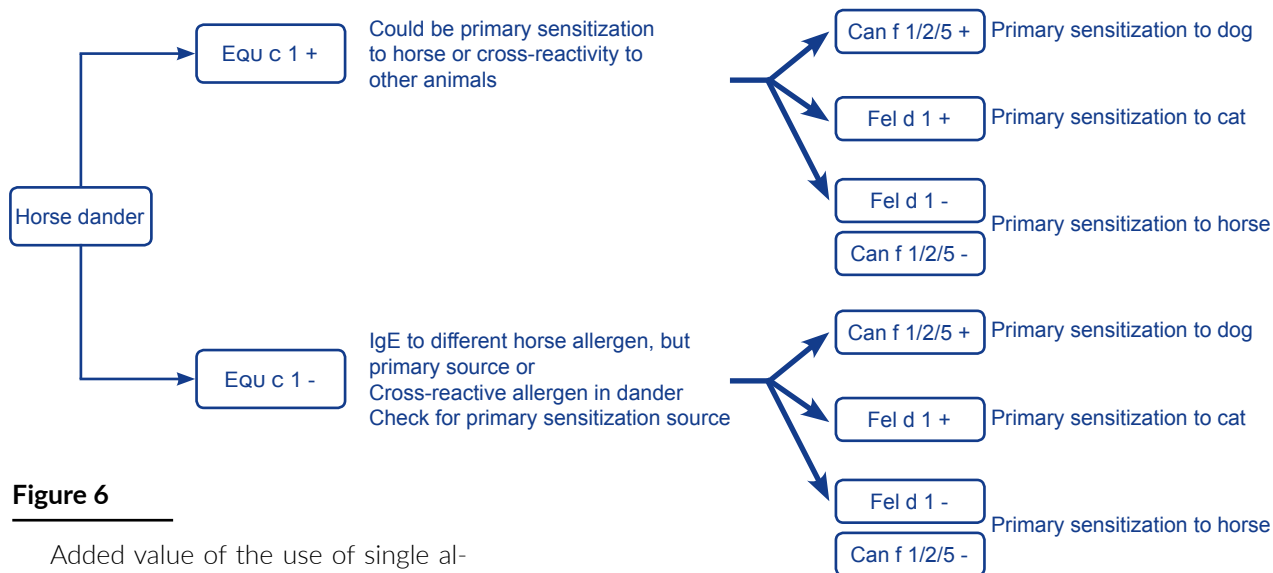 Horse dander
Equ c 1 +
Could be primary sensitization
to horse or cross-reactivity to
other animals
Can f 1/2/5 +
Primary sensitization to dog
Fel d 1 +
Primary sensitization to cat
Fel d 1 -
Can f 1/2/5 -
Primary sensitization to horse
Equ c 1 -
IgE to different horse allergen, but
primary source or
Cross-reactive allergen in dander
Check for primary sensitization source
Can f 1/2/5 +
Primary sensitization to dog
Fel d 1 +
Primary sensitization to cat
Fel d 1 -
Can f 1/2/5 -
Primary sensitization to horse
Figure 6
Added value of the use of single al-